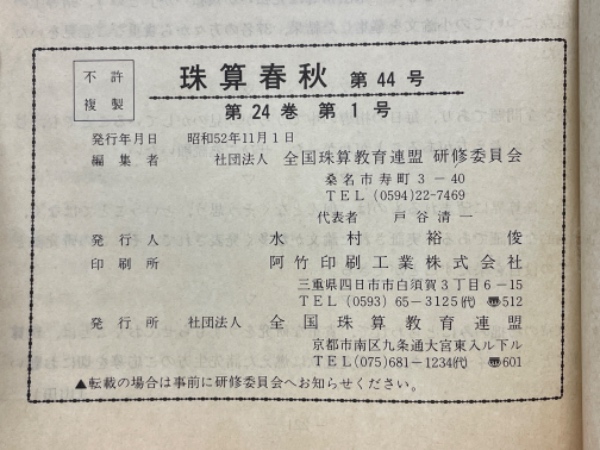 不許
複製
珠算春秋 第44号
第24巻 第1号
発行年月日 昭和52年11月1日
編集者 社団法人 全国珠算教育連盟 研修委員会
桑名市寿町3-40
TEL (0594)22-7469
代表者 戸谷清一
発行人 水村裕俊
印刷所 阿竹印刷工業株式会社
三重県四日市市白須賀3丁目6-15
TEL (0593) 65-3125(代) 〠512
発行所 社団法人 全国珠算教育連盟
京都市南区九条通大宮東入ル下ル
TEL(075)681-1234(代) 〠601
▲転載の場合は事前に研修委員会へお知らせください。